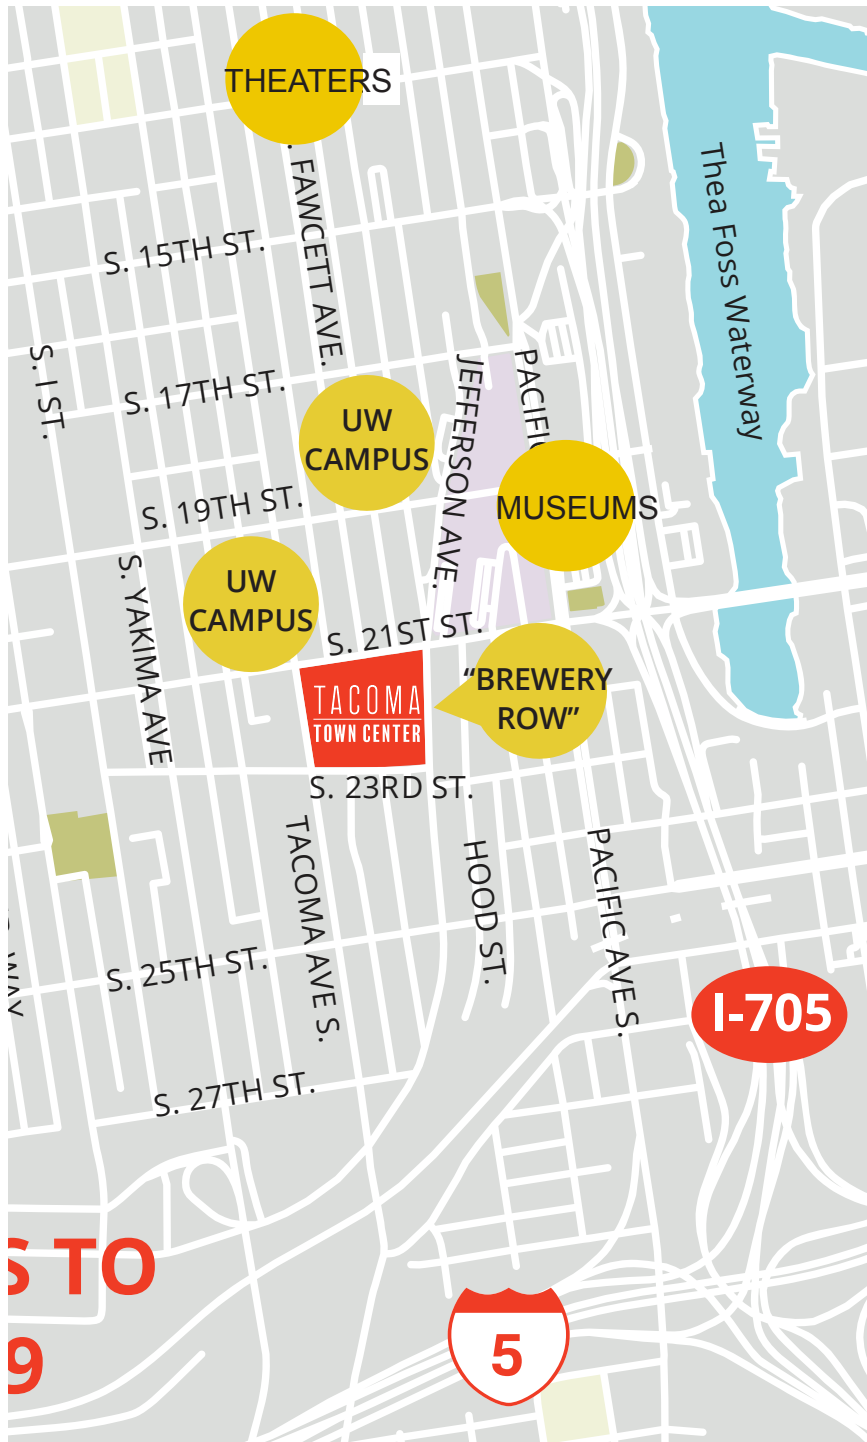 THEATERS
Thea Foss Waterway
FAWCETT AVE.
S. 15TH ST.
S. I ST.
S. 17TH ST.
JEFFERSON AVE.
PACIFIC
UW
CAMPUS
MUSEUMS
S. 19TH ST.
S. YAKIMA AVE
UW
CAMPUS
S. 21ST ST.
"BREWERY
ROW"
TACOMA
TOWN CENTER
S. 23RD ST.
TACOMA AVE S.
HOOD ST.
PACIFIC AVE S.
WAY
S. 25TH ST.
I-705
S. 27TH ST.
S TO
9
5